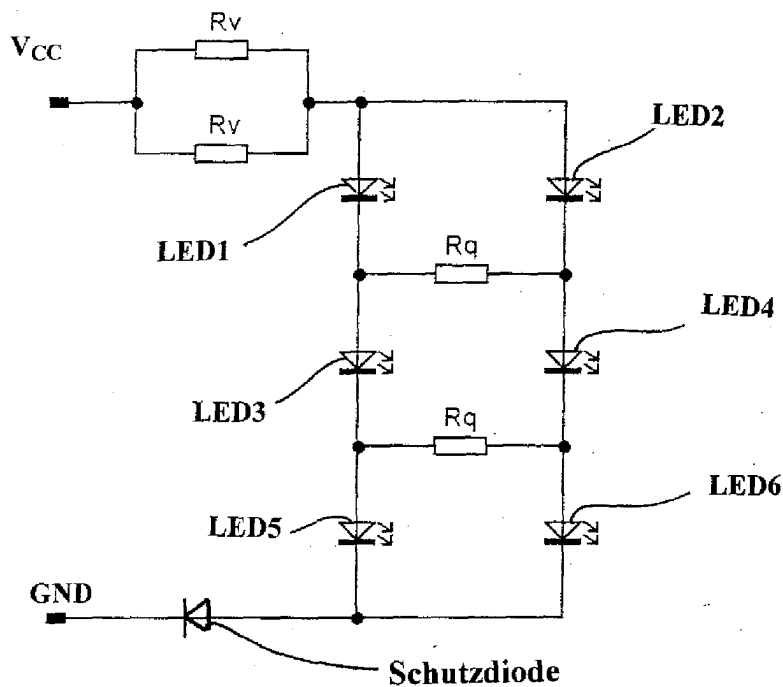 Rv
VCC
Rv
LED2
LED1
Rq
LED4
LED3
Rq
LED6
LED5
GND
Schutzdiode